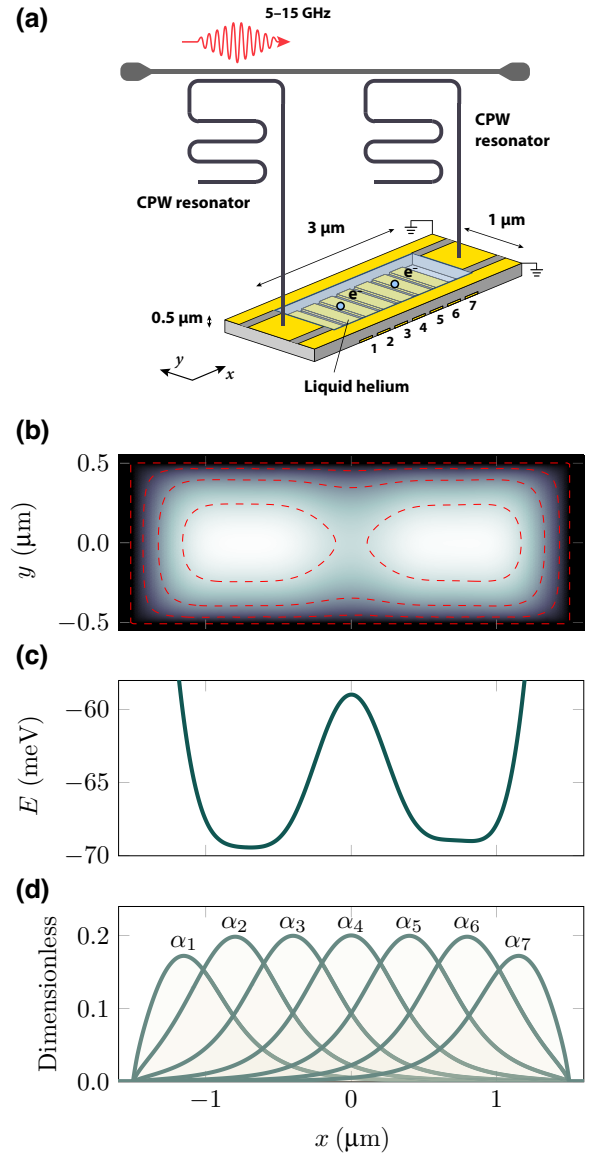 (a)
5–15 GHz
CPW
resonator
CPW resonator
3 μm
1 μm
e⁻
e⁻
0.5 μm
1 2 3 4 5 6 7
y
x
Liquid helium
(b)
0.5
0.0
−0.5
y (μm)
(c)
−60
−65
−70
E (meV)
(d)
α₁ α₂ α₃ α₄ α₅ α₆ α₇
0.2
0.1
0.0
Dimensionless
−1 0 1
x (μm)